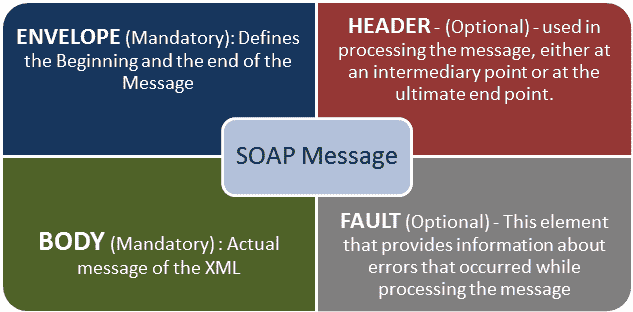 ENVELOPE (Mandatory): Defines
the Beginning and the end of the
Message
HEADER - (Optional) - used in
processing the message, either at
an intermediary point or at the
ultimate end point.
SOAP Message
BODY (Mandatory) : Actual
message of the XML
FAULT (Optional) - This element
that provides information about
errors that occurred while
processing the message